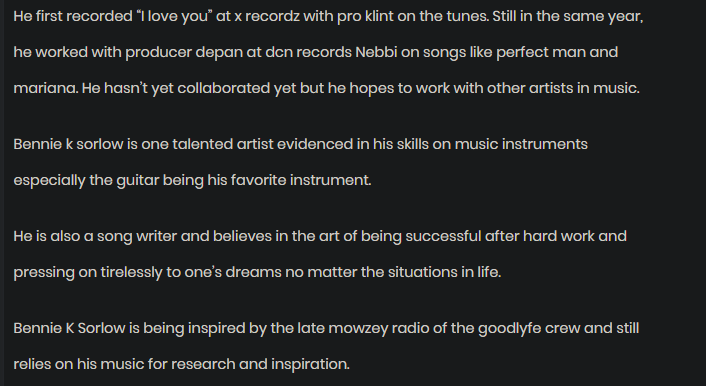 He first recorded “I love you” at x recordz with pro klint on the tunes. Still in the same year,
he worked with producer depan at dcn records Nebbi on songs like perfect man and
mariana. He hasn’t yet collaborated yet but he hopes to work with other artists in music.
Bennie k sorlow is one talented artist evidenced in his skills on music instruments
especially the guitar being his favorite instrument.
He is also a song writer and believes in the art of being successful after hard work and
pressing on tirelessly to one’s dreams no matter the situations in life.
Bennie K Sorlow is being inspired by the late mowzey radio of the goodlyfe crew and still
relies on his music for research and inspiration.